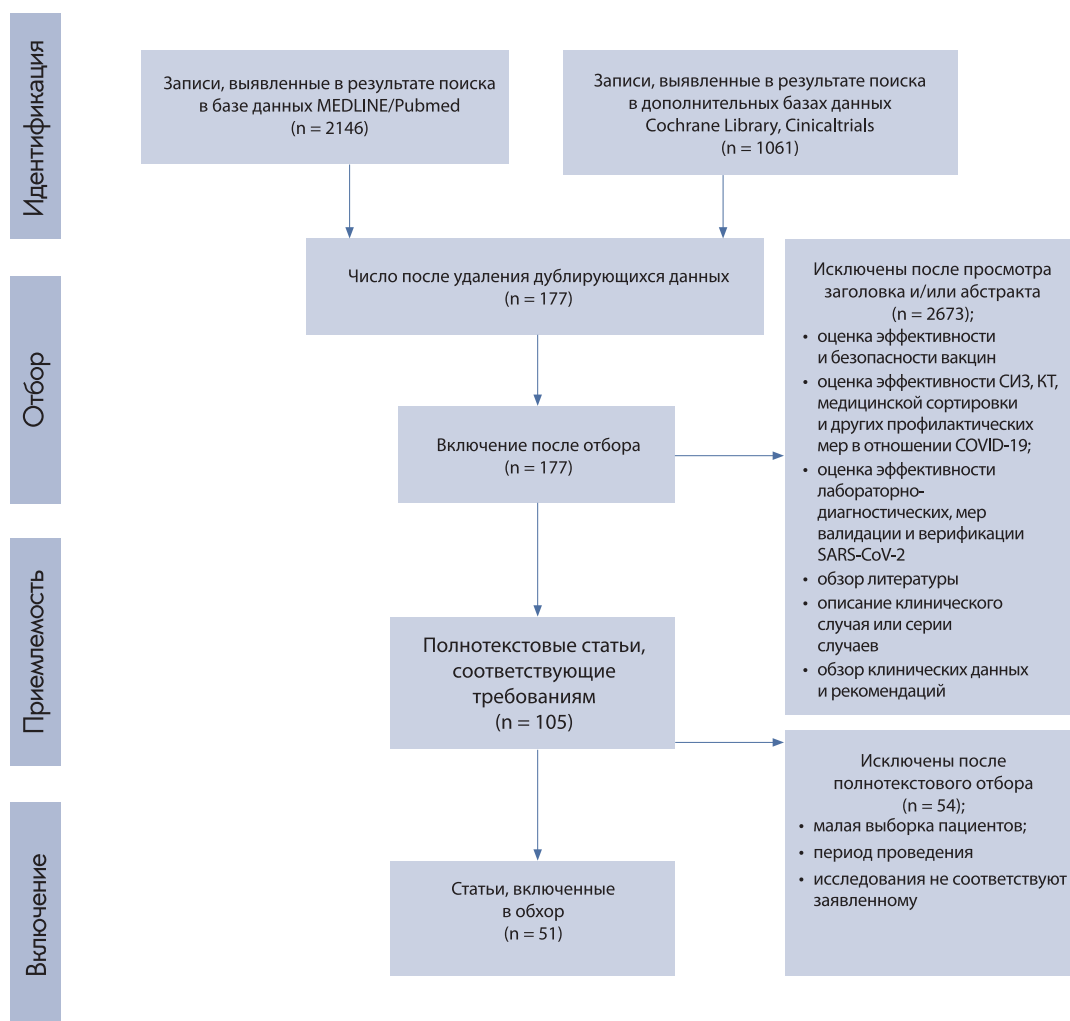 Идентификация
Записи, выявленные в результате поиска
в базе данных MEDLINE/Pubmed
(n = 2146)
Записи, выявленные в результате поиска
в дополнительных базах данных
Cochrane Library, Cinicaltrials
(n = 1061)
Отбор
Число после удаления дублирующихся данных
(n = 177)
Включение после отбора
(n = 177)
Исключены после просмотра
заголовка и/или абстракта
(n = 2673);
• оценка эффективности
и безопасности вакцин
• оценка эффективности СИЗ, КТ,
медицинской сортировки
и других профилактических
мер в отношении COVID-19;
• оценка эффективности
лабораторно-
диагностических, мер
валидации и верификации
SARS-CoV-2
• обзор литературы
• описание клинического
случая или серии
случаев
• обзор клинических данных
и рекомендаций
Приемлемость
Полнотекстовые статьи,
соответствующие
требованиям
(n = 105)
Исключены после
полнотекстового отбора
(n = 54);
• малая выборка пациентов;
• период проведения
• исследования не соответствуют
заявленному
Включение
Статьи, включенные
в обхор
(n = 51)